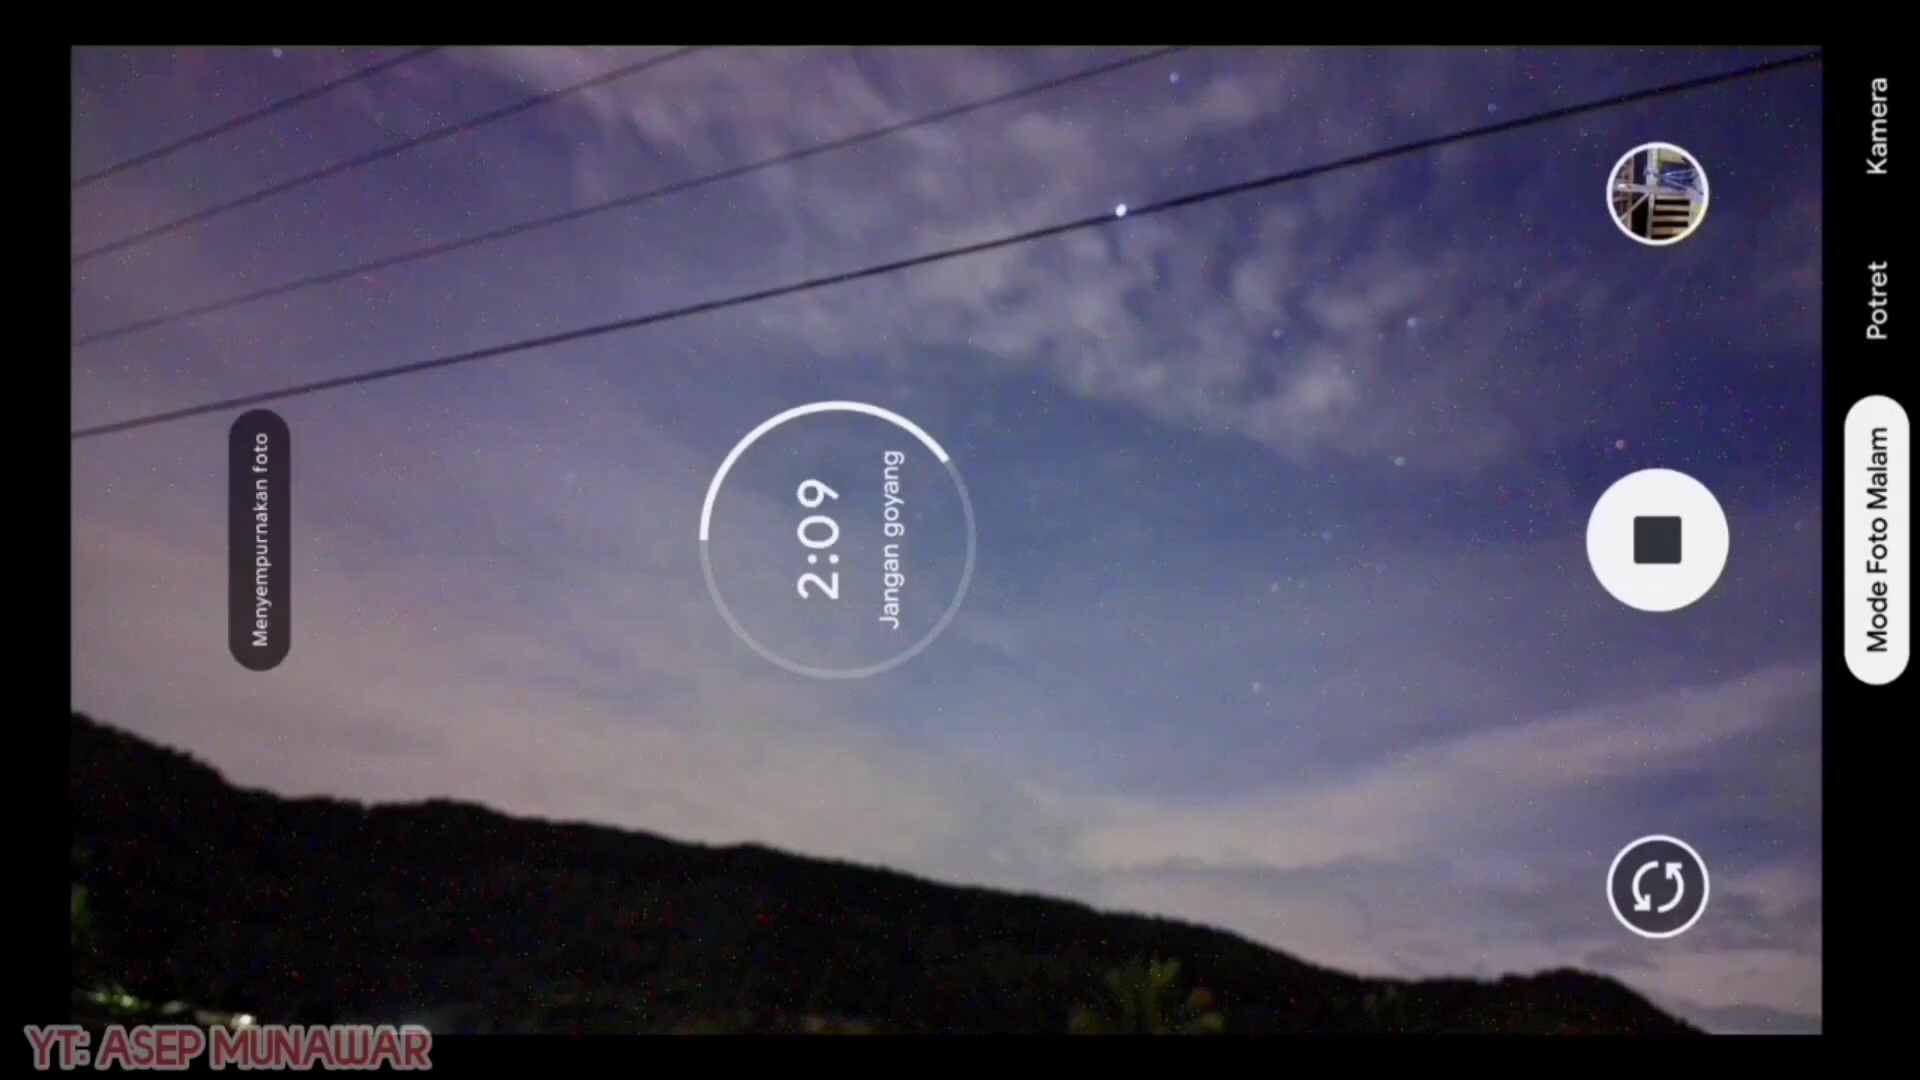 Menyempurnakan foto
2:09
Jangan goyang
Kamera
Potret
Mode Foto Malam
YT: ASEP MUNAWAR